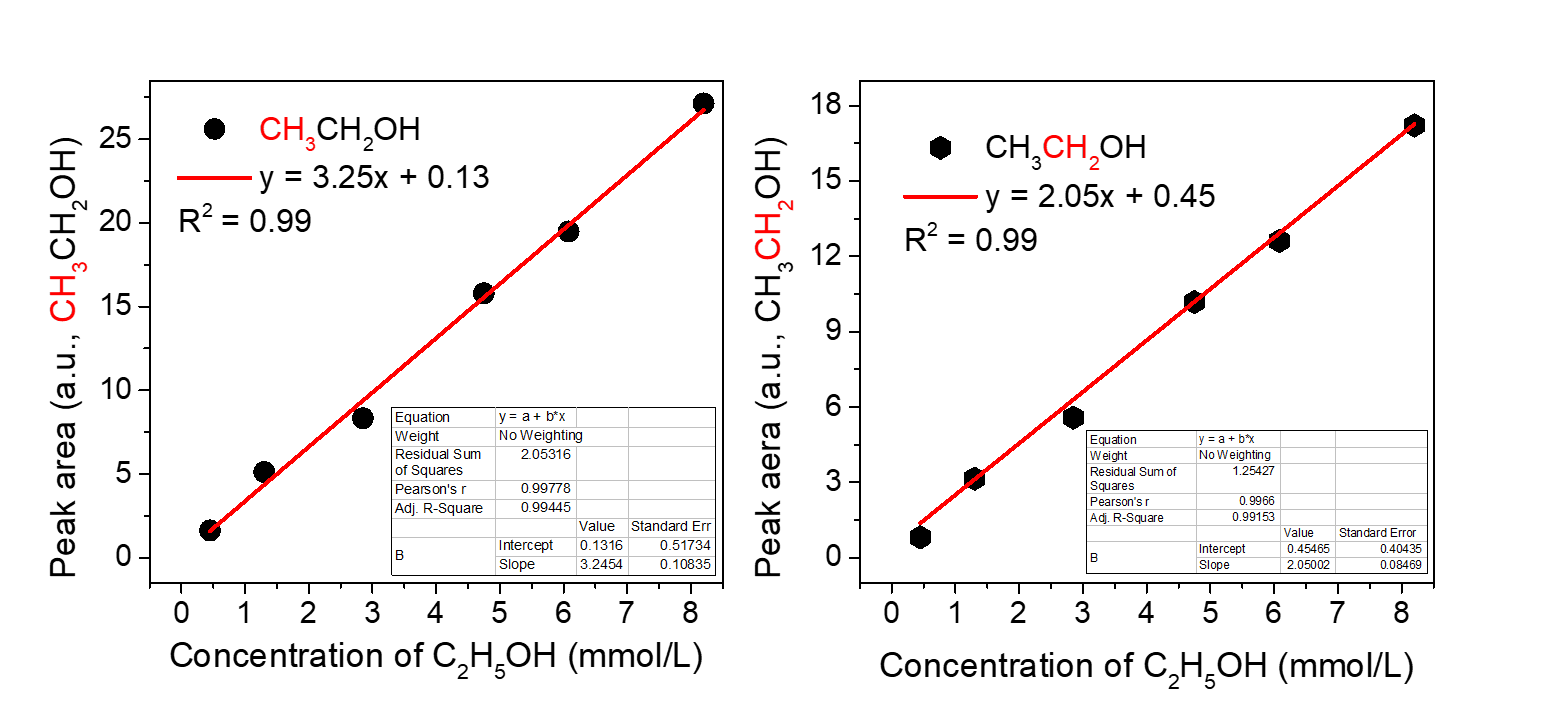 Peak area (a.u., CH3CH2OH)
25
20
15
10
5
0
CH3CH2OH
y = 3.25x + 0.13
R2 = 0.99
Equation y = a + b*x
Weight No Weighting
Residual Sum of Squares 2.05316
Pearson's r 0.99778
Adj. R-Square 0.99445
Value Standard Err
B Intercept 0.1316 0.51734
Slope 3.2454 0.10835
0 1 2 3 4 5 6 7 8
Concentration of C2H5OH (mmol/L)
Peak aera (a.u., CH3CH2OH)
18
15
12
9
6
3
0
CH3CH2OH
y = 2.05x + 0.45
R2 = 0.99
Equation y = a + b*x
Weight No Weighting
Residual Sum of Squares 1.25427
Pearson's r 0.9966
Adj. R-Square 0.99153
Value Standard Error
B Intercept 0.45465 0.40435
Slope 2.05002 0.08469
0 1 2 3 4 5 6 7 8
Concentration of C2H5OH (mmol/L)